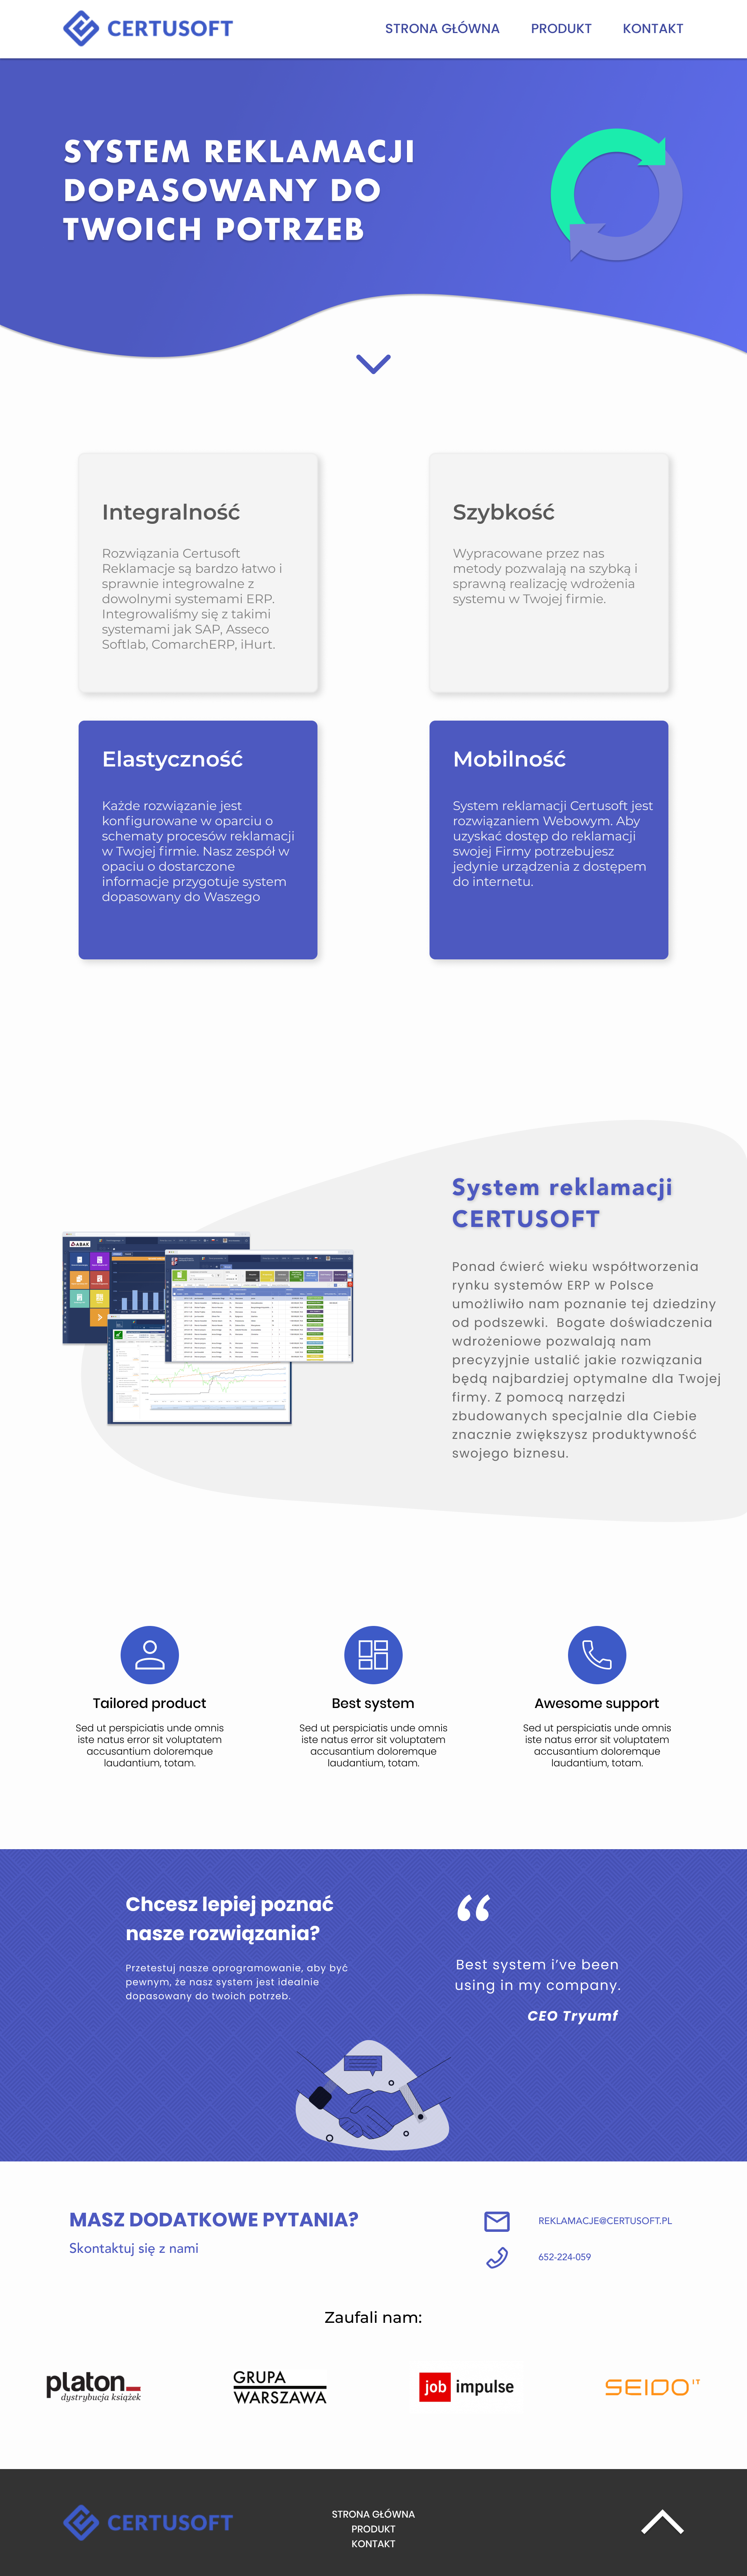 CERTUSOFT
STRONA GŁÓWNA PRODUKT KONTAKT
SYSTEM REKLAMACJI
DOPASOWANY DO
TWOICH POTRZEB
Integralność
Rozwiązania Certusoft
Reklamacje są bardzo łatwo i
sprawnie integrowalne z
dowolnymi systemami ERP.
Integrowaliśmy się z takimi
systemami jak SAP, Asseco
Softlab, ComarchERP, iHurt.
Szybkość
Wypracowane przez nas
metody pozwalają na szybką i
sprawną realizację wdrożenia
systemu w Twojej firmie.
Elastyczność
Każde rozwiązanie jest
konfigurowane w oparciu o
schematy procesów reklamacji
w Twojej firmie. Nasz zespół w
opaciu o dostarczone
informacje przygotuje system
dopasowany do Waszego
Mobilność
System reklamacji Certusoft jest
rozwiązaniem Webowym. Aby
uzyskać dostęp do reklamacji
swojej Firmy potrzebujesz
jedynie urządzenia z dostępem
do internetu.
ABAK
System reklamacji
CERTUSOFT
Ponad ćwierć wieku współtworzenia
rynku systemów ERP w Polsce
umożliwiło nam poznanie tej dziedziny
od podszewki. Bogate doświadczenia
wdrożeniowe pozwalają nam
precyzyjnie ustalić jakie rozwiązania
będą najbardziej optymalne dla Twojej
firmy. Z pomocą narzędzi
zbudowanych specjalnie dla Ciebie
znacznie zwiększysz produktywność
swojego biznesu.
Tailored product
Sed ut perspiciatis unde omnis
iste natus error sit voluptatem
accusantium doloremque
laudantium, totam.
Best system
Sed ut perspiciatis unde omnis
iste natus error sit voluptatem
accusantium doloremque
laudantium, totam.
Awesome support
Sed ut perspiciatis unde omnis
iste natus error sit voluptatem
accusantium doloremque
laudantium, totam.
Chcesz lepiej poznać
nasze rozwiązania?
Przetestuj nasze oprogramowanie, aby być
pewnym, że nasz system jest idealnie
dopasowany do twoich potrzeb.
“
Best system i’ve been
using in my company.
CEO Tryumf
MASZ DODATKOWE PYTANIA?
Skontaktuj się z nami
REKLAMACJE@CERTUSOFT.PL
652-224-059
Zaufali nam:
platon_
dystrybucja książek
GRUPA
WARSZAWA
job impulse
SEIDO IT
CERTUSOFT
STRONA GŁÓWNA
PRODUKT
KONTAKT